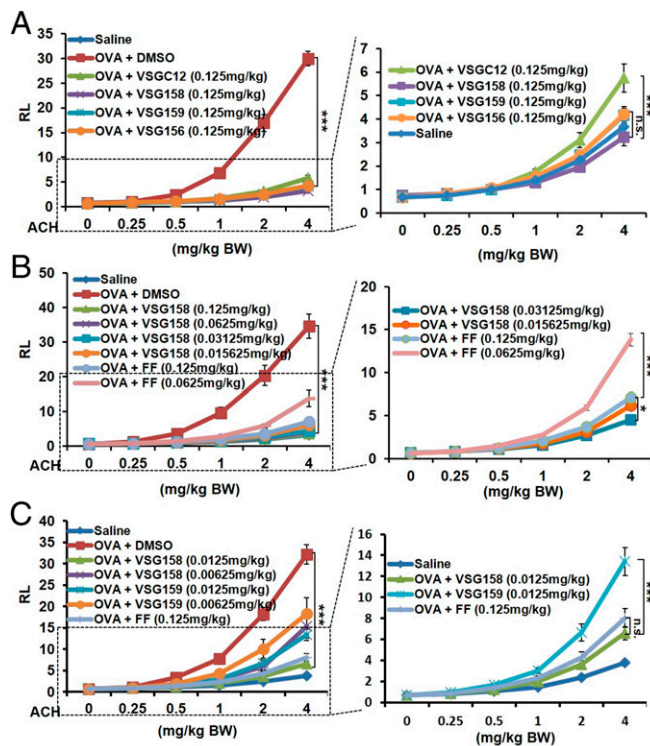 A
RL
35
30
25
20
15
10
5
0
Saline
OVA + DMSO
OVA + VSGC12 (0.125mg/kg)
OVA + VSG158 (0.125mg/kg)
OVA + VSG159 (0.125mg/kg)
OVA + VSG156 (0.125mg/kg)
***
ACH
0 0.25 0.5 1 2 4
(mg/kg BW)
7
6
5
4
3
2
1
0
OVA + VSGC12 (0.125mg/kg)
OVA + VSG158 (0.125mg/kg)
OVA + VSG159 (0.125mg/kg)
OVA + VSG156 (0.125mg/kg)
Saline
***
n.s
0 0.25 0.5 1 2 4
(mg/kg BW)
B
RL
50
40
30
20
10
0
Saline
OVA + DMSO
OVA + VSG158 (0.125mg/kg)
OVA + VSG158 (0.0625mg/kg)
OVA + VSG158 (0.03125mg/kg)
OVA + VSG158 (0.015625mg/kg)
OVA + FF (0.125mg/kg)
OVA + FF (0.0625mg/kg)
***
ACH
0 0.25 0.5 1 2 4
(mg/kg BW)
20
15
10
5
0
OVA + VSG158 (0.03125mg/kg)
OVA + VSG158 (0.015625mg/kg)
OVA + FF (0.125mg/kg)
OVA + FF (0.0625mg/kg)
***
*
0 0.25 0.5 1 2 4
(mg/kg BW)
C
RL
40
35
30
25
20
15
10
5
0
Saline
OVA + DMSO
OVA + VSG158 (0.0125mg/kg)
OVA + VSG158 (0.00625mg/kg)
OVA + VSG159 (0.0125mg/kg)
OVA + VSG159 (0.00625mg/kg)
OVA + FF (0.125mg/kg)
***
ACH
0 0.25 0.5 1 2 4
(mg/kg BW)
16
14
12
10
8
6
4
2
0
Saline
OVA + VSG158 (0.0125mg/kg)
OVA + VSG159 (0.0125mg/kg)
OVA + FF (0.125mg/kg)
***
n.s
0 0.25 0.5 1 2 4
(mg/kg BW)